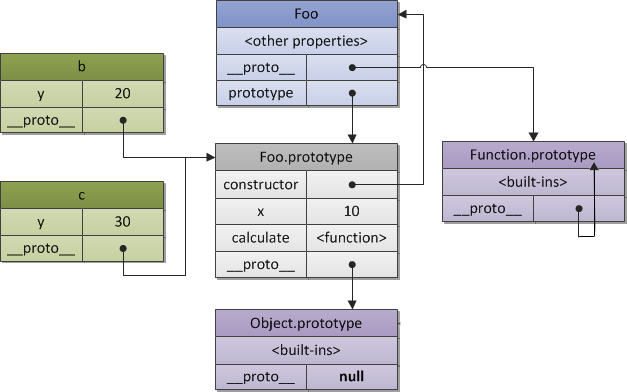 Foo
<other properties>
__proto__
prototype
b
y 20
__proto__
c
y 30
__proto__
Foo.prototype
constructor
x 10
calculate <function>
__proto__
Function.prototype
<built-ins>
__proto__
Object.prototype
<built-ins>
__proto__ null